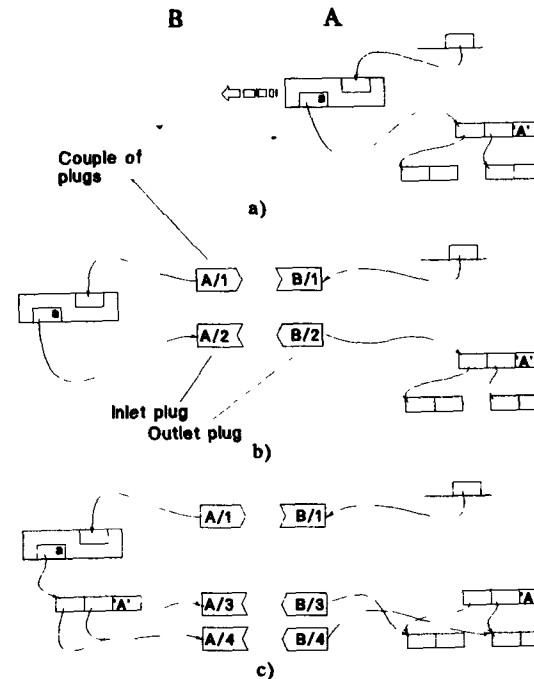 B A
a
'A'
Couple of
plugs
a)
A/1 B/1
a
A/2 B/2
'A'
Inlet plug
Outlet plug
b)
A/1 B/1
a
'A' A/3 B/3 'A
A/4 B/4
c)